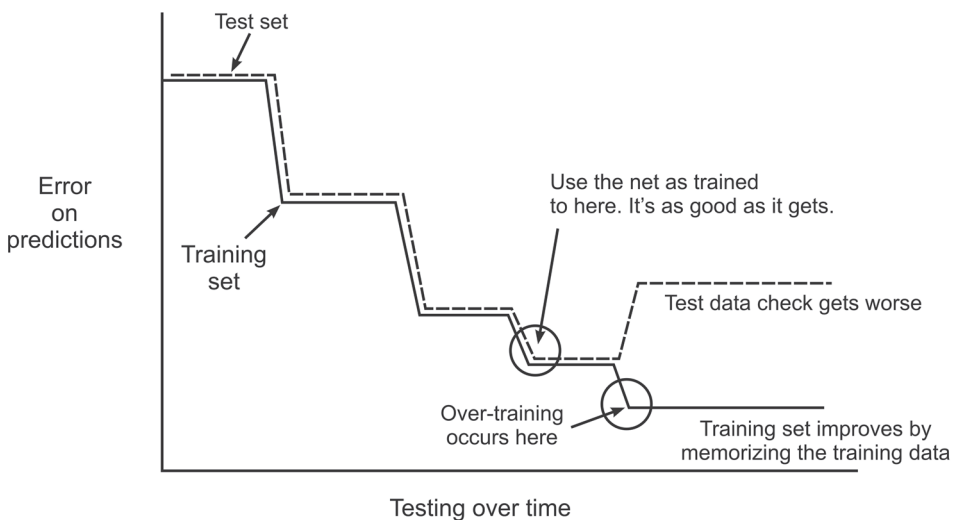 Test set
Error
on
predictions
Training
set
Use the net as trained
to here. It's as good as it gets.
Test data check gets worse
Over-training
occurs here
Training set improves by
memorizing the training data
Testing over time